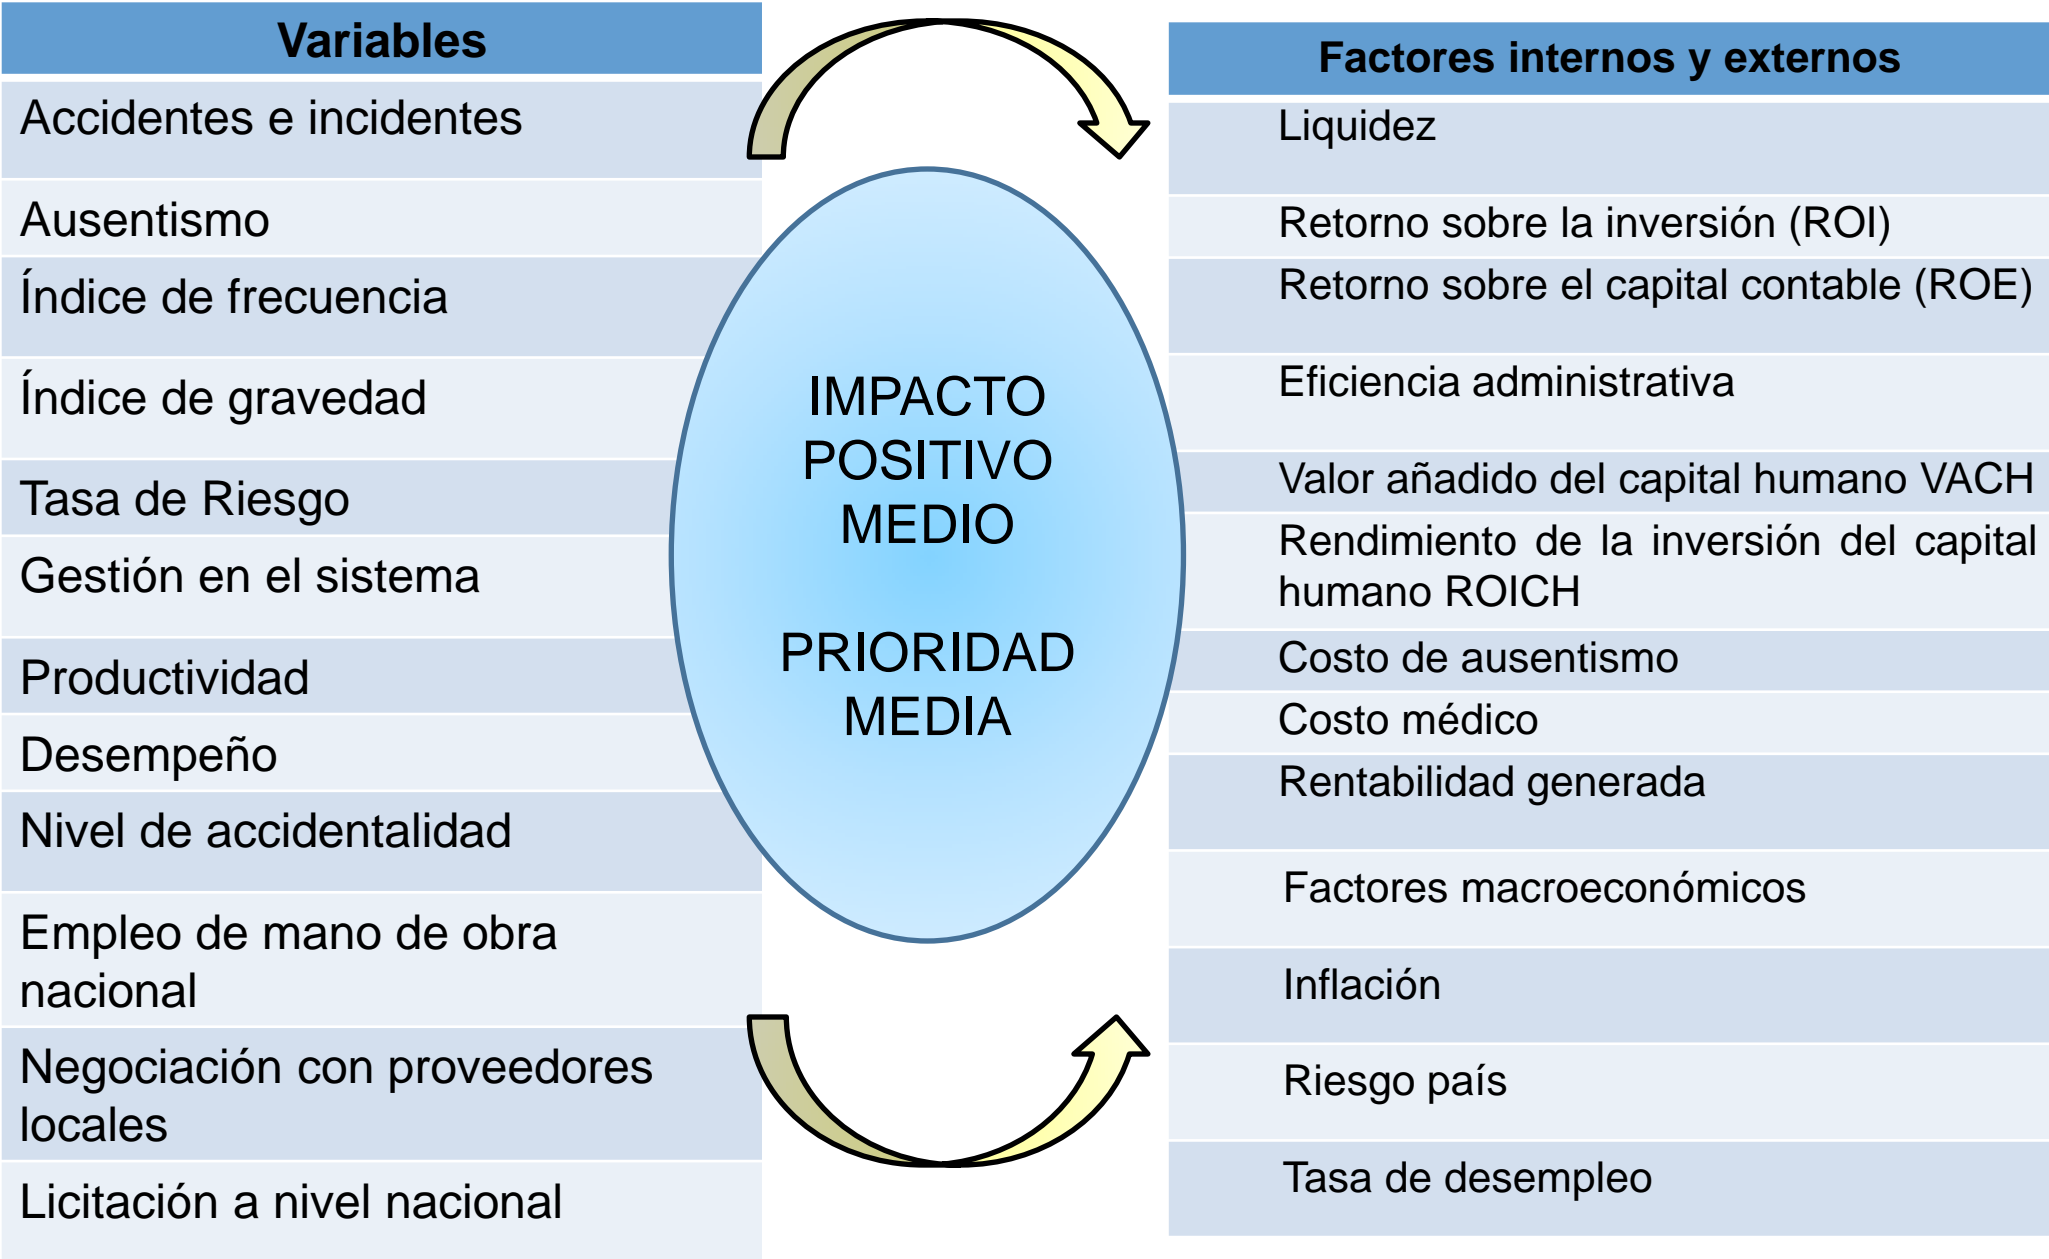 Variables
Accidentes e incidentes
Ausentismo
Índice de frecuencia
Índice de gravedad
Tasa de Riesgo
Gestión en el sistema
Productividad
Desempeño
Nivel de accidentalidad
Empleo de mano de obra
nacional
Negociación con proveedores
locales
Licitación a nivel nacional
IMPACTO
POSITIVO
MEDIO
PRIORIDAD
MEDIA
Factores internos y externos
Liquidez
Retorno sobre la inversión (ROI)
Retorno sobre el capital contable (ROE)
Eficiencia administrativa
Valor añadido del capital humano VACH
Rendimiento de la inversión del capital
humano ROICH
Costo de ausentismo
Costo médico
Rentabilidad generada
Factores macroeconómicos
Inflación
Riesgo país
Tasa de desempleo